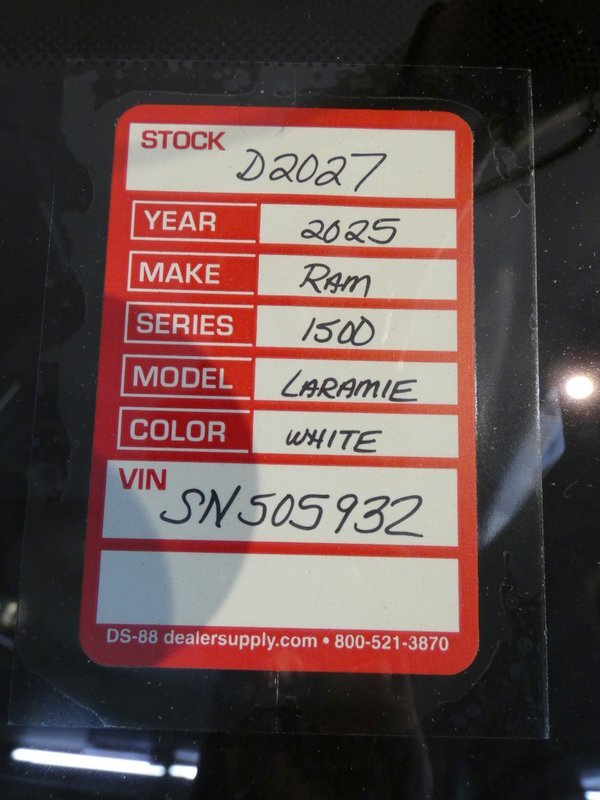 STOCK D2027
YEAR 2025
MAKE RAM
SERIES 1500
MODEL LARAMIE
COLOR WHITE
VIN SN505932
DS-88 dealersupply.com • 800-521-3870